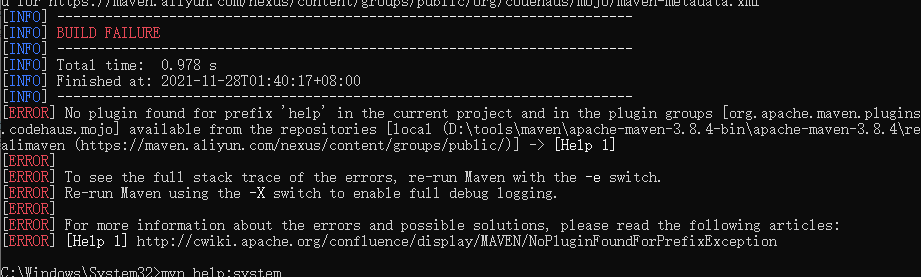 d for https://maven.aliyun.com/nexus/content/groups/public/org/codehaus/mojo/maven-metadata.xml
[INFO] ------------------------------------------------------------------------
[INFO] BUILD FAILURE
[INFO] ------------------------------------------------------------------------
[INFO] Total time:  0.978 s
[INFO] Finished at: 2021-11-28T01:40:17+08:00
[INFO] ------------------------------------------------------------------------
[ERROR] No plugin found for prefix 'help' in the current project and in the plugin groups [org.apache.maven.plugins
.codehaus.mojo] available from the repositories [local (D:\tools\maven\apache-maven-3.8.4-bin\apache-maven-3.8.4\re
alimaven (https://maven.aliyun.com/nexus/content/groups/public/)] -> [Help 1]
[ERROR]
[ERROR] To see the full stack trace of the errors, re-run Maven with the -e switch.
[ERROR] Re-run Maven using the -X switch to enable full debug logging.
[ERROR]
[ERROR] For more information about the errors and possible solutions, please read the following articles:
[ERROR] [Help 1] http://cwiki.apache.org/confluence/display/MAVEN/NoPluginFoundForPrefixException
C:\Windows\System32>mvn help:system